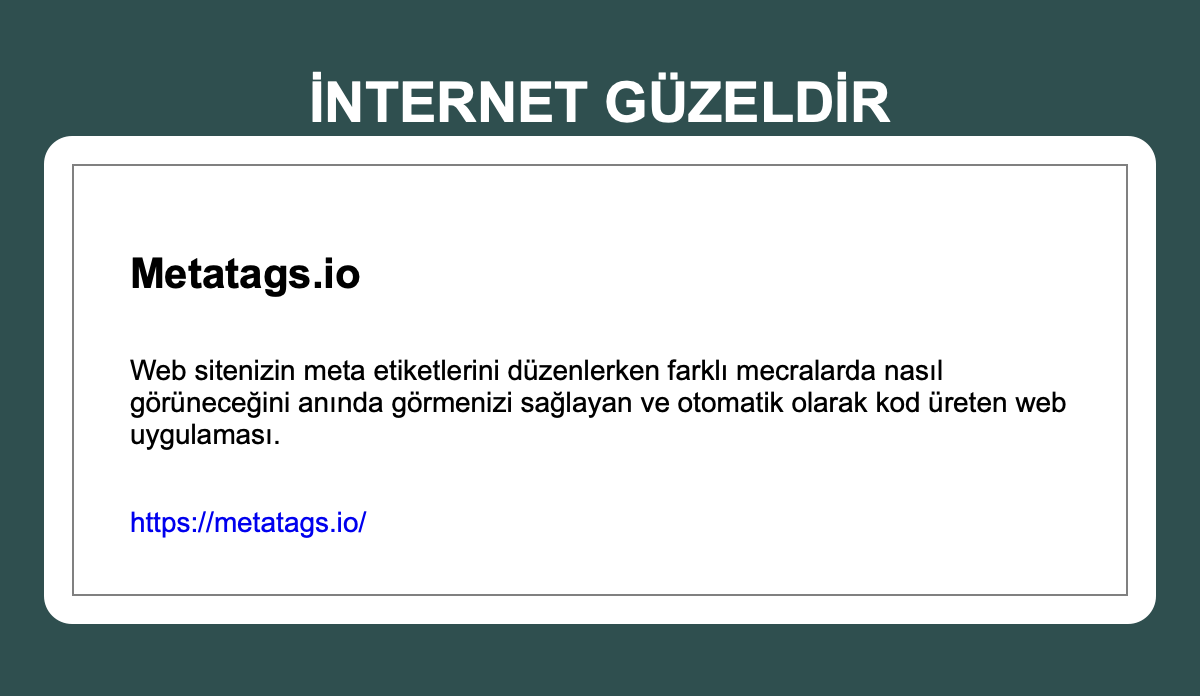 İNTERNET GÜZELDİR
Metatags.io
Web sitenizin meta etiketlerini düzenlerken farklı mecralarda nasıl
görüneceğini anında görmenizi sağlayan ve otomatik olarak kod üreten web
uygulaması.
https://metatags.io/